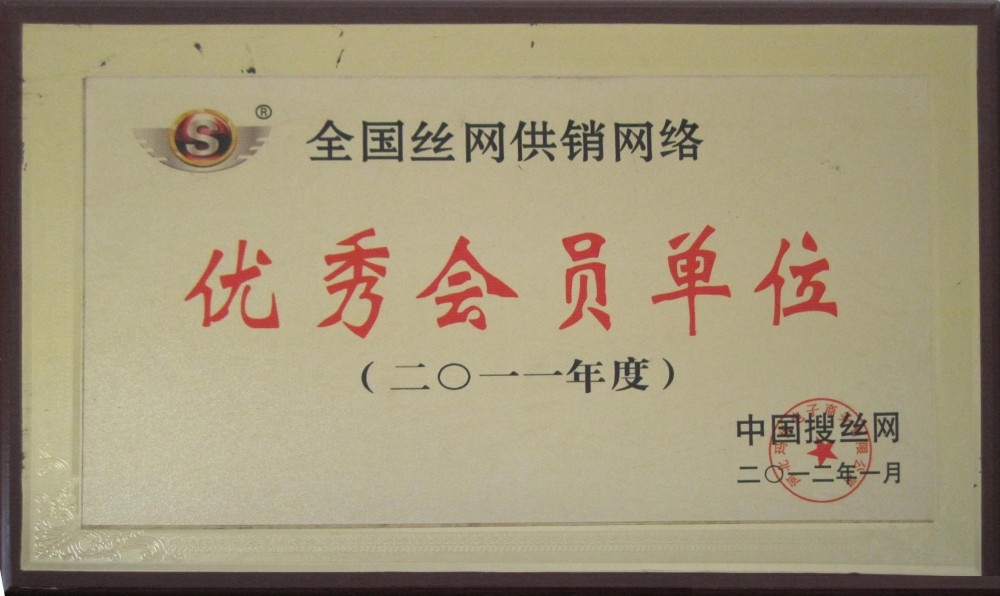 S ®
全国丝网供销网络
优秀会员单位
（二〇一一年度）
中国搜丝网
二〇一二年一月